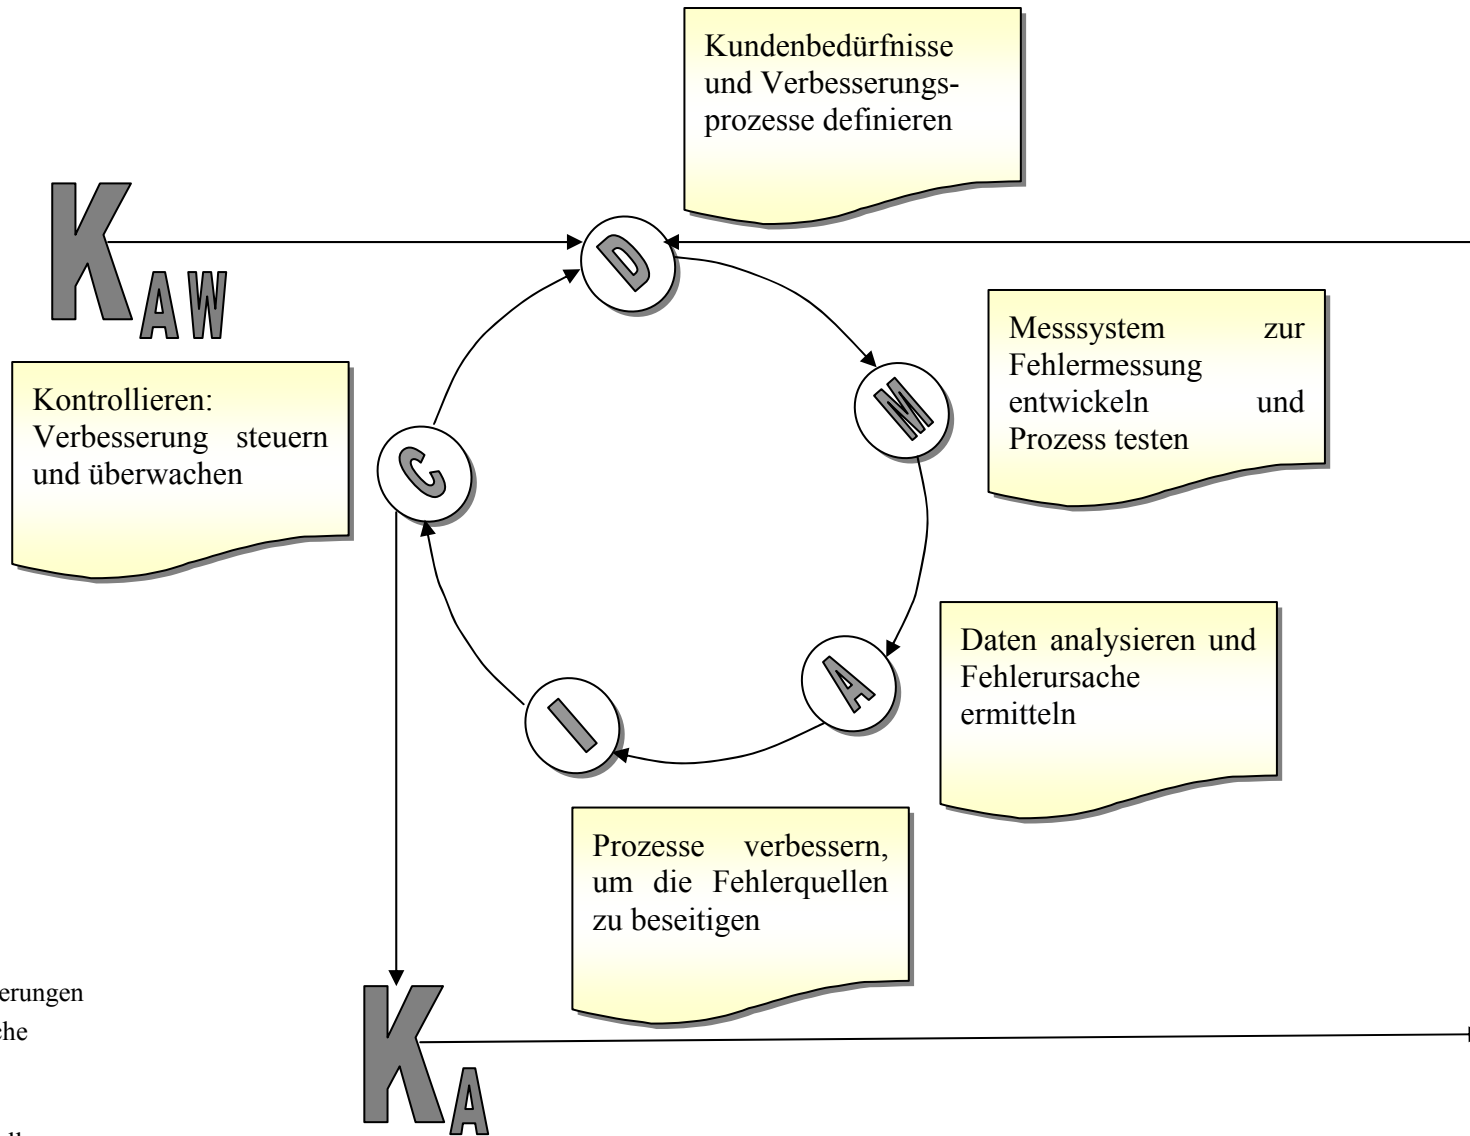 Kundenbedürfnisse
und Verbesserungs-
prozesse definieren
K AW
D
Messsystem zur
Fehlermessung
entwickeln und
Prozess testen
Kontrollieren:
Verbesserung steuern
und überwachen
M
C
Daten analysieren und
Fehlerursache
ermitteln
A
I
Prozesse verbessern,
um die Fehlerquellen
zu beseitigen
erungen
che
K A